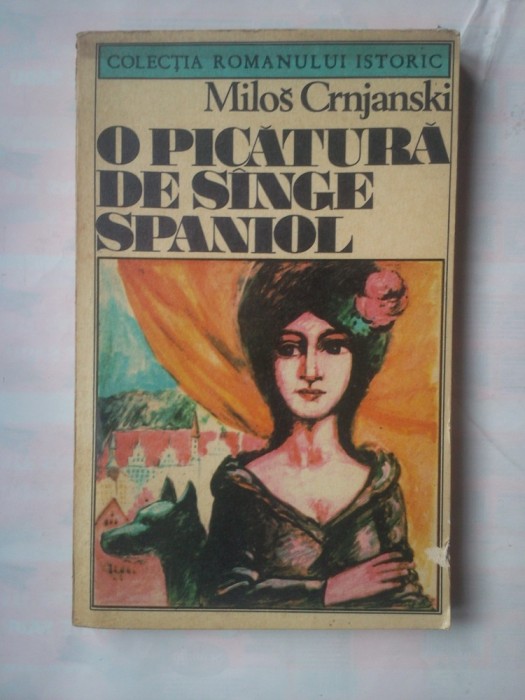 COLECȚIA ROMANULUI ISTORIC
Miloš Crnjanski
O PICĂTURĂ
DE SÎNGE
SPANIOL